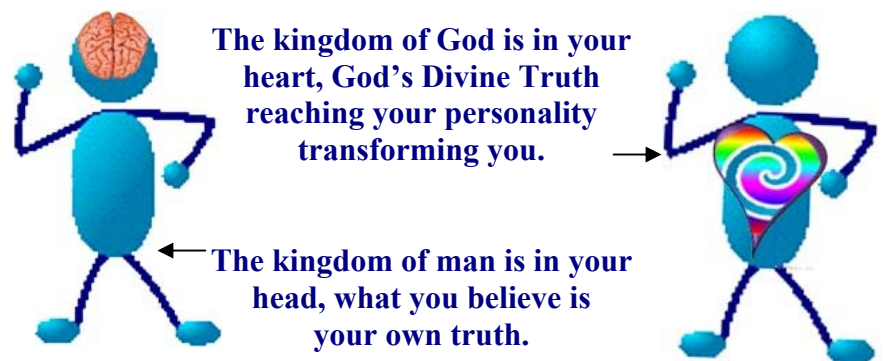 The kingdom of God is in your
heart, God’s Divine Truth
reaching your personality
transforming you.
The kingdom of man is in your
head, what you believe is
your own truth.